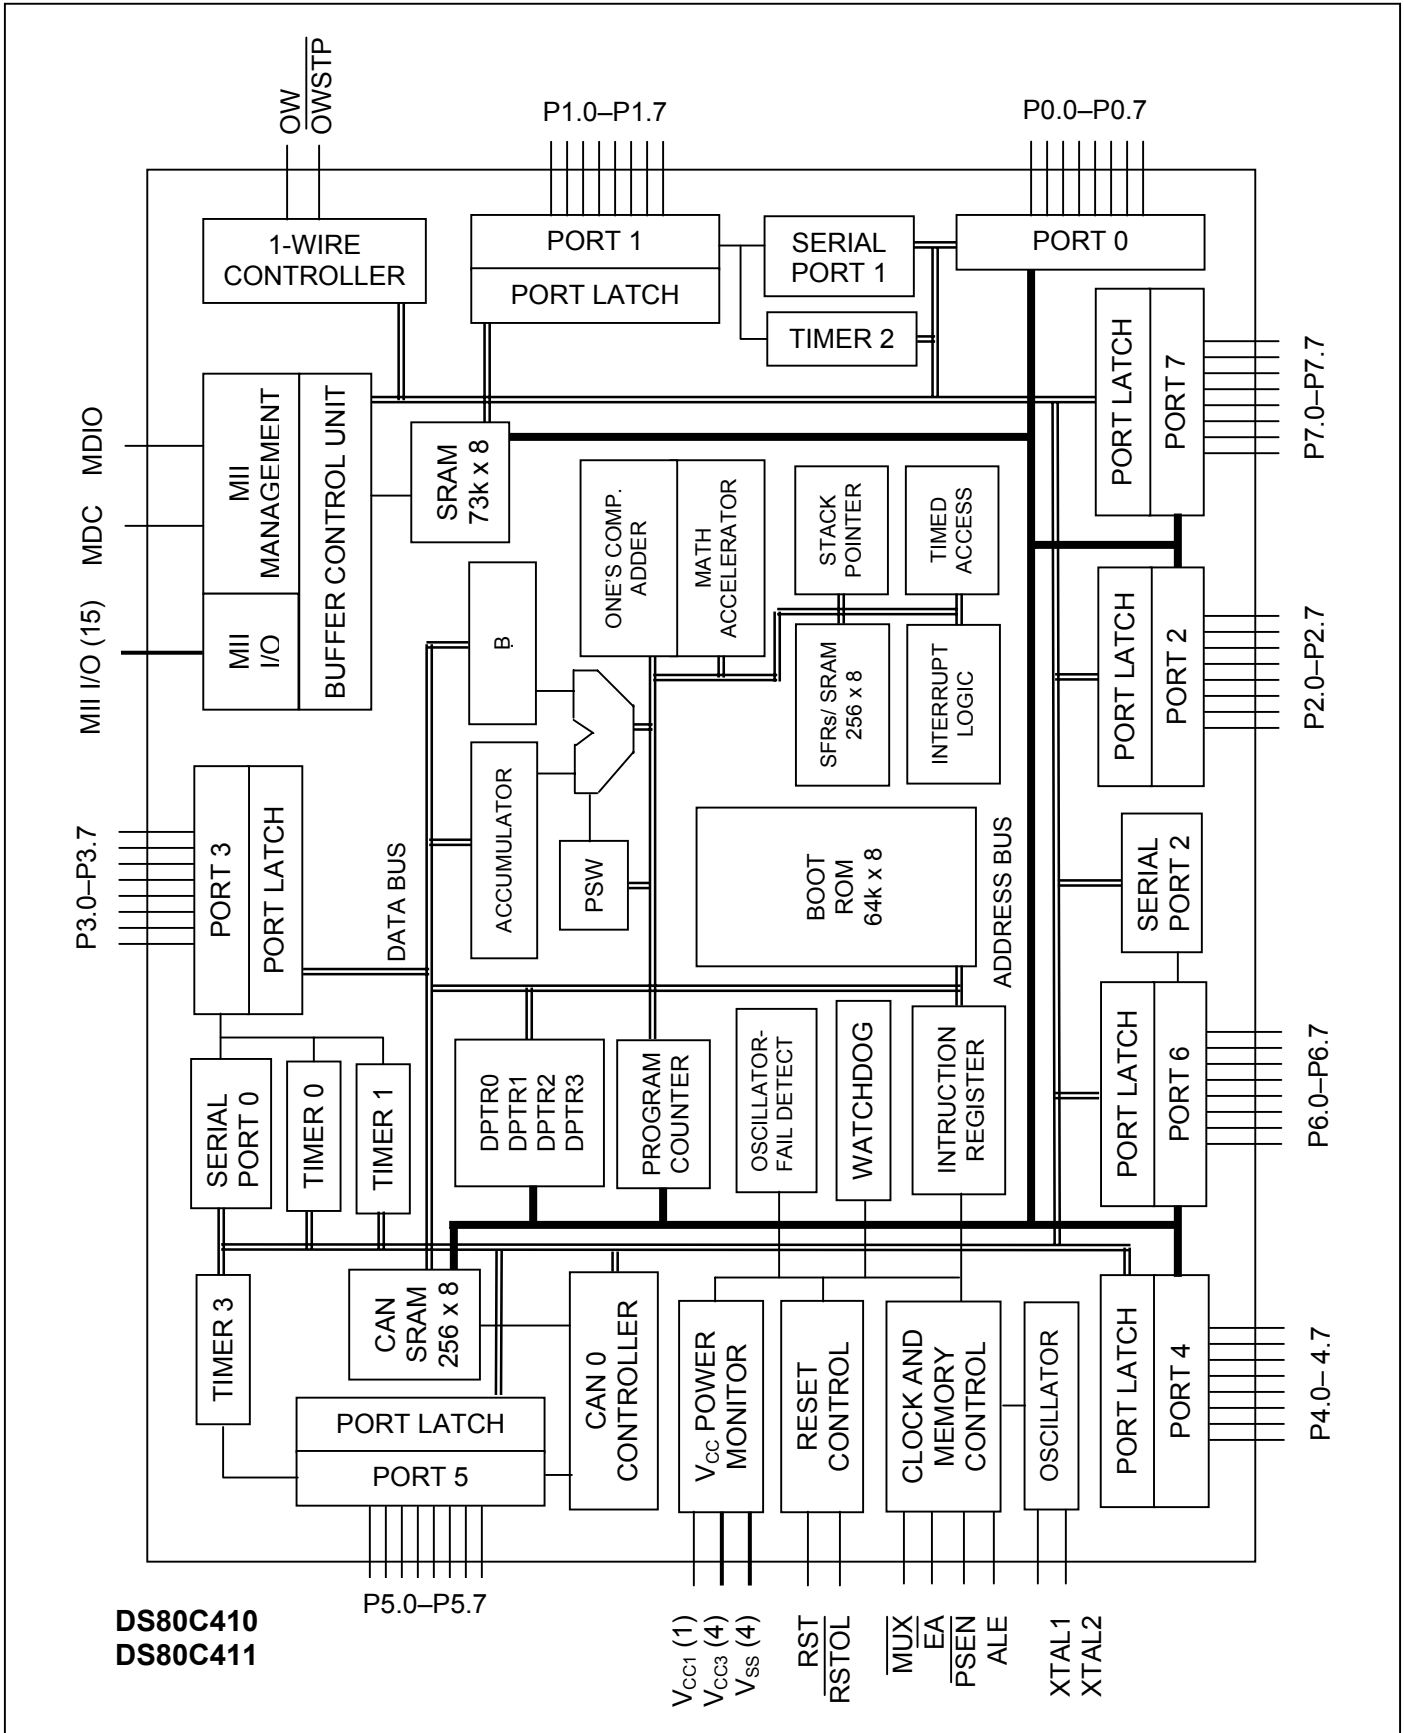 OW
OWSTP
P1.0–P1.7
P0.0–P0.7
1-WIRE
CONTROLLER
PORT 1
PORT LATCH
SERIAL
PORT 1
TIMER 2
PORT 0
PORT LATCH
PORT 7
P7.0–P7.7
MDIO
MDC
MII I/O (15)
MII
MANAGEMENT
MII
I/O
BUFFER CONTROL UNIT
SRAM
73k x 8
ONE'S COMP.
ADDER
MATH
ACCELERATOR
STACK
POINTER
TIMED
ACCESS
SFRs/ SRAM
256 x 8
INTERRUPT
LOGIC
B
ACCUMULATOR
PSW
PORT LATCH
PORT 2
P2.0–P2.7
P3.0–P3.7
PORT 3
PORT LATCH
DATA BUS
BOOT
ROM
64k x 8
ADDRESS BUS
SERIAL
PORT 2
PORT LATCH
PORT 6
P6.0–P6.7
SERIAL
PORT 0
TIMER 0
TIMER 1
DPTR0
DPTR1
DPTR2
DPTR3
PROGRAM
COUNTER
OSCILLATOR-
FAIL DETECT
WATCHDOG
INTRUCTION
REGISTER
TIMER 3
CAN
SRAM
256 x 8
CAN 0
CONTROLLER
VCC POWER
MONITOR
RESET
CONTROL
CLOCK AND
MEMORY
CONTROL
OSCILLATOR
PORT LATCH
PORT 4
P4.0– 4.7
PORT LATCH
PORT 5
P5.0–P5.7
VCC1 (1)
VCC3 (4)
VSS (4)
RST
RSTOL
MUX
EA
PSEN
ALE
XTAL1
XTAL2
DS80C410
DS80C411